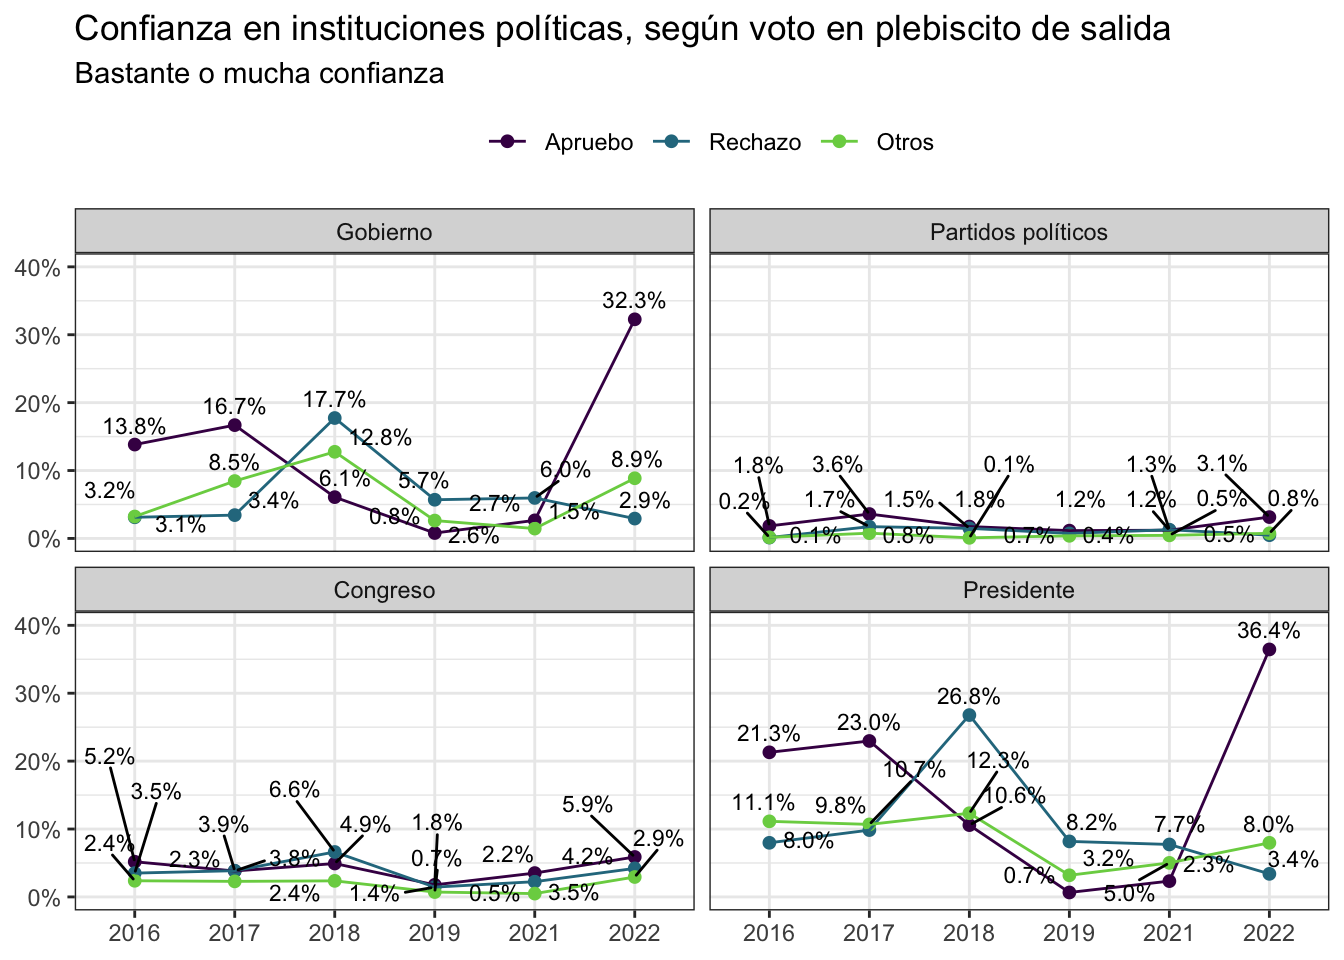 Confianza en instituciones políticas, según voto en plebiscito de salida
Bastante o mucha confianza
Apruebo Rechazo Otros
Gobierno Partidos políticos
40%
30%
20%
10%
0%
32.3%
17.7%
16.7%
13.8%
12.8%
8.5%
8.9%
6.0%
6.1%
5.7%
3.2%
3.4%
2.7%
2.9%
1.5%
0.8%
3.1%
2.6%
1.8% 3.6% 0.1% 1.3% 3.1%
0.2% 1.7% 1.5% 1.8% 1.2% 1.2% 0.5% 0.8%
0.1% 0.8% 0.7% 0.4% 0.5%
Congreso Presidente
40%
30%
20%
10%
0%
5.2%
3.5% 6.6%
5.9%
2.4% 3.9% 4.9% 1.8% 2.9%
2.3% 3.8% 0.7% 2.2% 4.2%
2.4% 1.4% 0.5% 3.5%
36.4%
26.8%
21.3% 23.0%
10.7% 12.3%
11.1% 9.8% 10.6%
8.0% 8.2% 7.7% 8.0%
0.7% 3.2% 2.3% 3.4%
5.0%
2016 2017 2018 2019 2021 2022
2016 2017 2018 2019 2021 2022